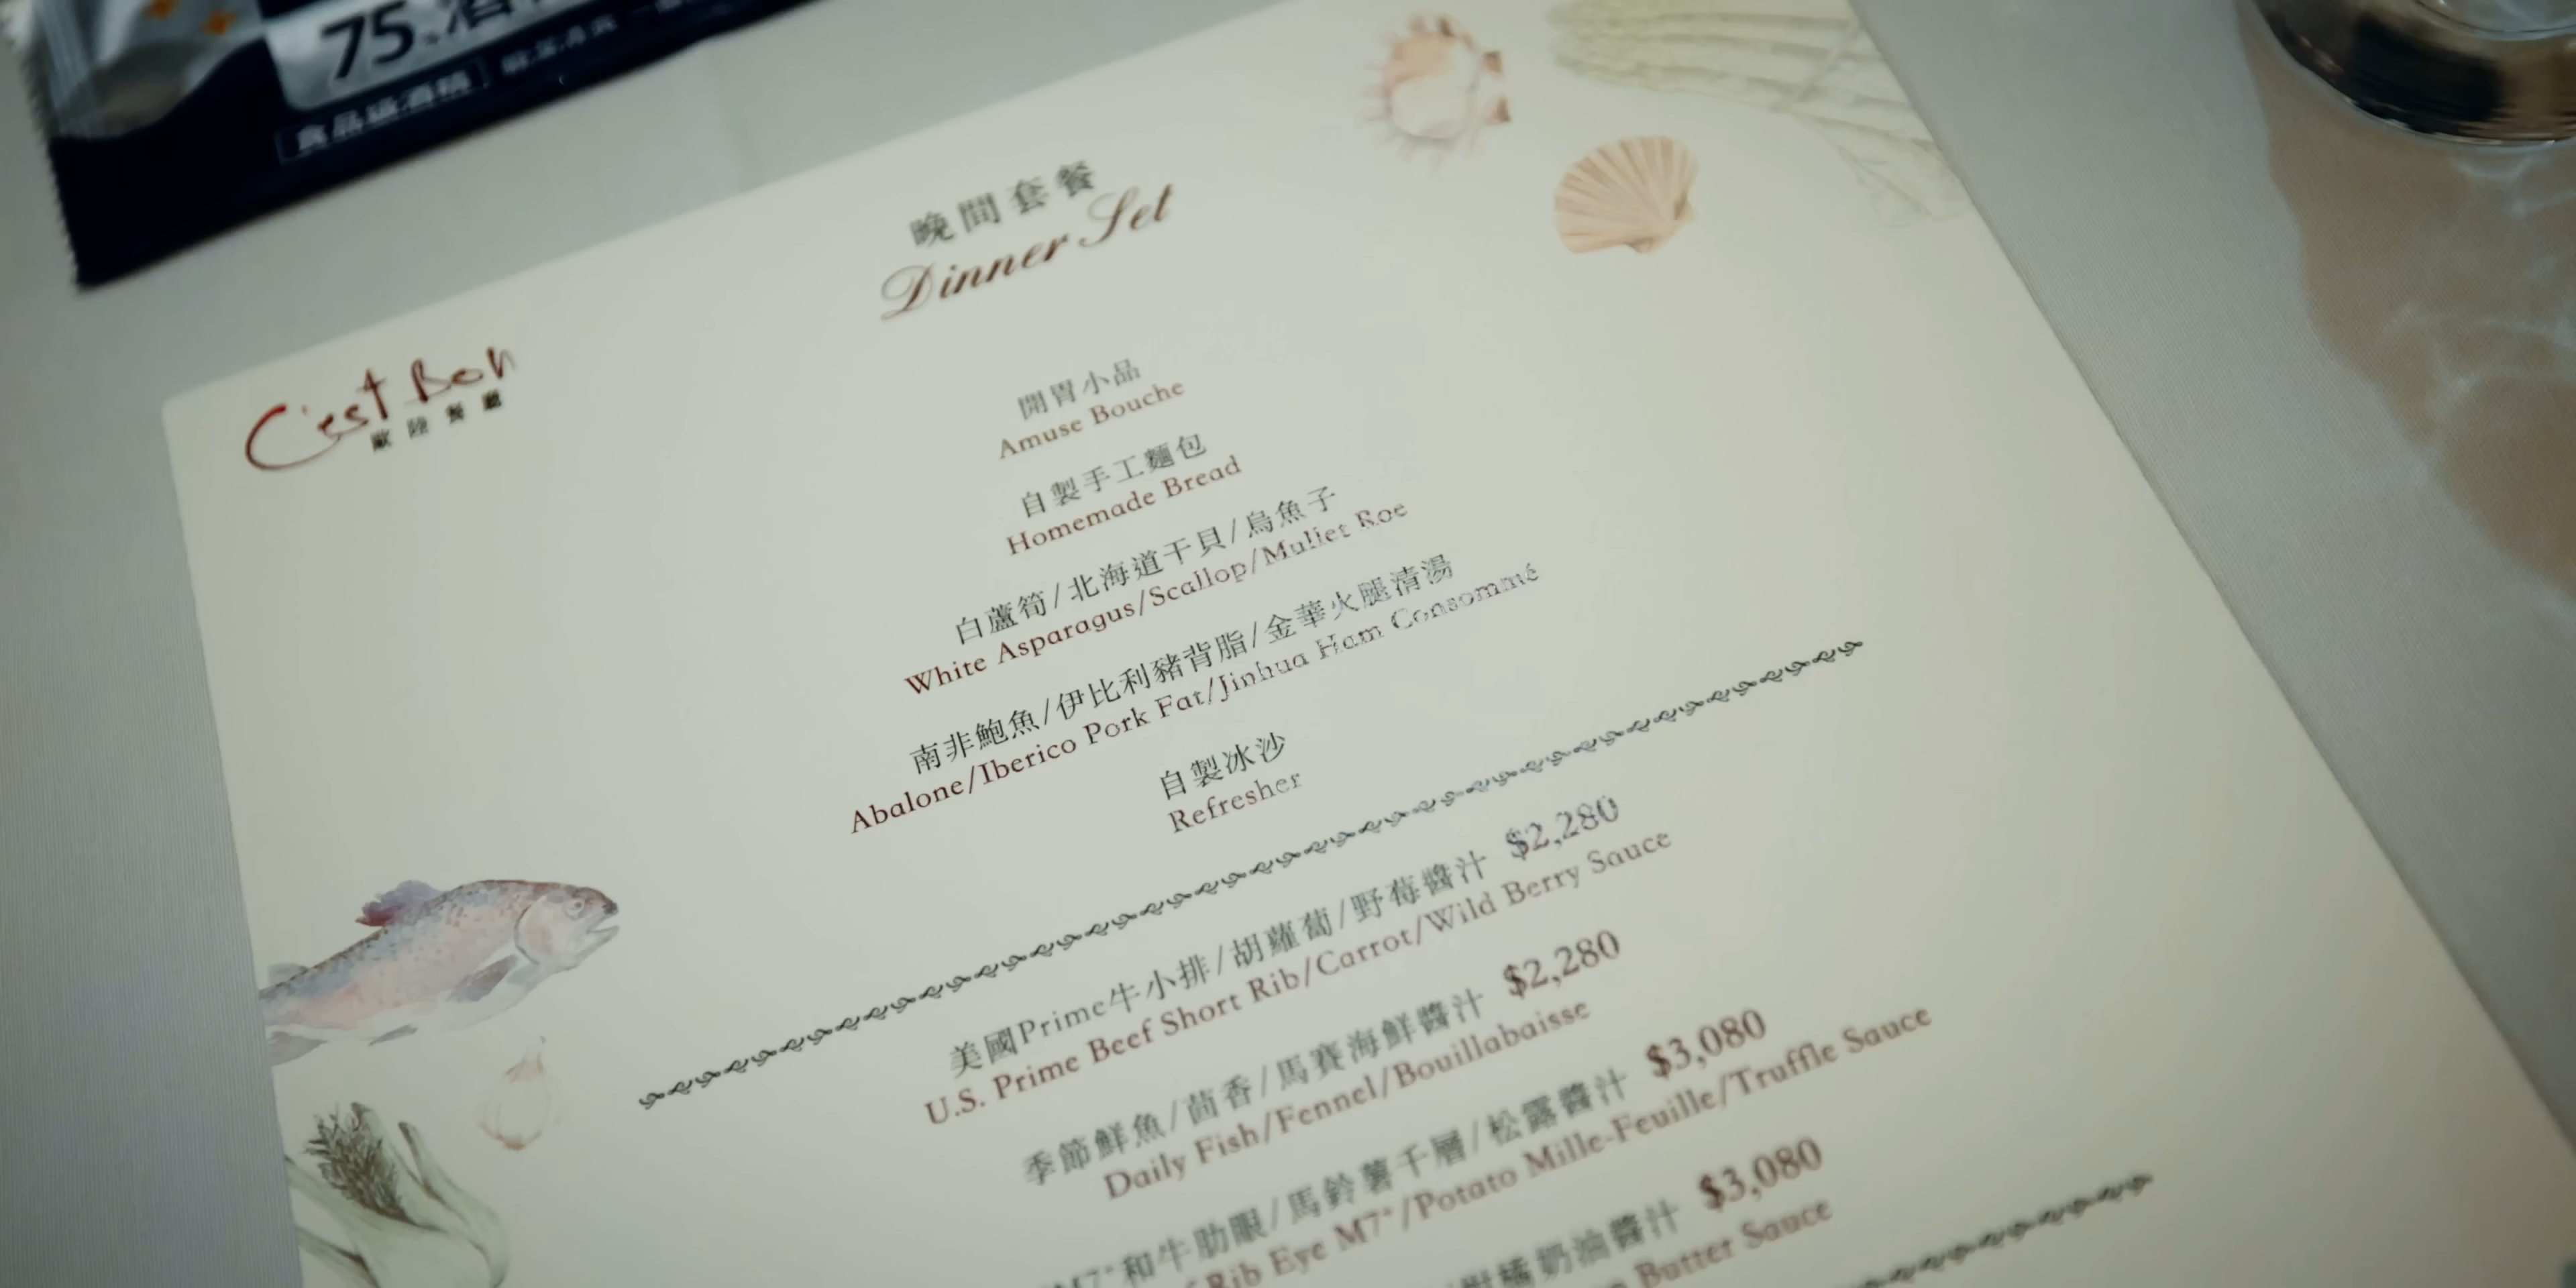 75
食品級酒精
晚間套餐
Dinner Set
C'est Bon
歐陸餐廳
開胃小品
Amuse Bouche
自製手工麵包
Homemade Bread
白蘆筍/北海道干貝/烏魚子
White Asparagus/Scallop/Mullet Roe
南非鮑魚/伊比利豬背脂/金華火腿清湯
Abalone/Iberico Pork Fat/Jinhua Ham Consommé
自製冰沙
Refresher
美國Prime牛小排/胡蘿蔔/野莓醬汁 $2,280
U.S. Prime Beef Short Rib/Carrot/Wild Berry Sauce
季節鮮魚/茴香/馬賽海鮮醬汁 $2,280
Daily Fish/Fennel/Bouillabaisse
M7⁺和牛肋眼/馬鈴薯千層/松露醬汁 $3,080
Rib Eye M7⁺/Potato Mille-Feuille/Truffle Sauce
柑橘奶油醬汁 $3,080
Butter Sauce